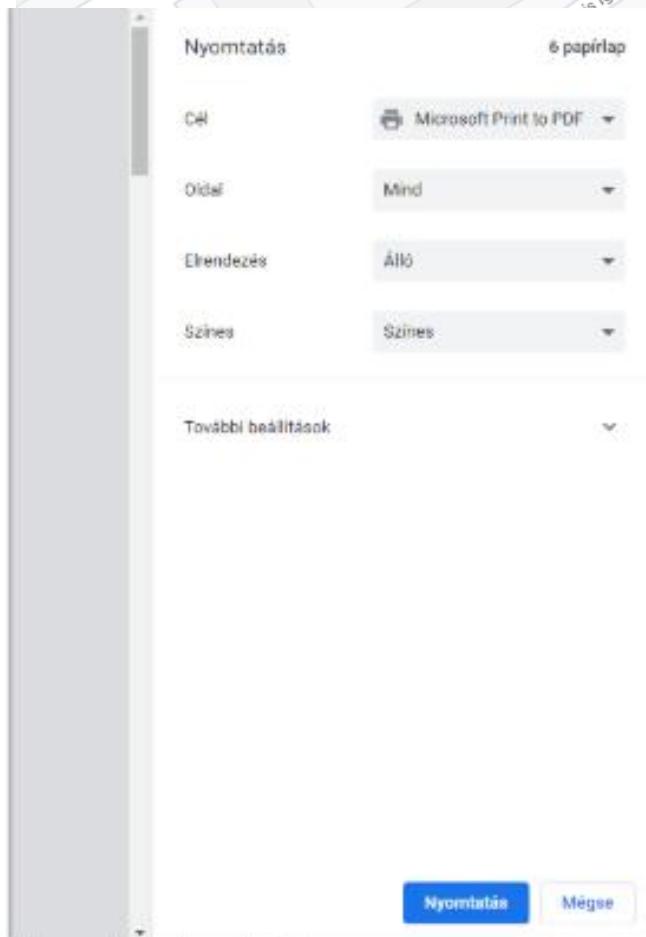 Nyomtatás 6 papírlap
Cél Microsoft Print to PDF
Oldal Mind
Elrendezés Álló
Színes Színes
További beállítások
Nyomtatás Mégse